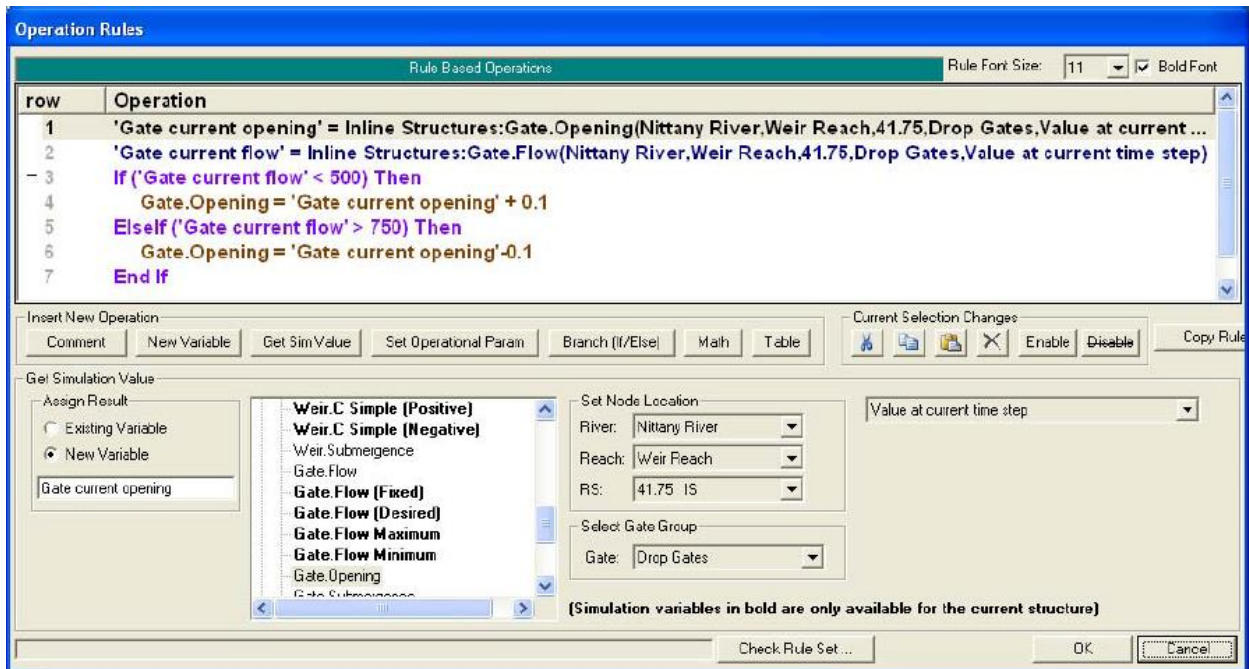 Operation Rules
Rule Based Operations
Rule Font Size: 11 Bold Font
row Operation
1 'Gate current opening' = Inline Structures:Gate.Opening(Nittany River,Weir Reach,41.75,Drop Gates,Value at current ...
2 'Gate current flow' = Inline Structures:Gate.Flow(Nittany River,Weir Reach,41.75,Drop Gates,Value at current time step)
3 If ('Gate current flow' < 500) Then
4 Gate.Opening = 'Gate current opening' + 0.1
5 ElseIf ('Gate current flow' > 750) Then
6 Gate.Opening = 'Gate current opening'-0.1
7 End If
Insert New Operation
Current Selection Changes
Comment New Variable Get Sim Value Set Operational Param Branch (If/Else) Math Table Enable Disable Copy Rule
Get Simulation Value
Assign Result
Existing Variable
New Variable
Gate current opening
Weir.C Simple (Positive)
Weir.C Simple (Negative)
Weir.Submergence
Gate.Flow
Gate.Flow (Fixed)
Gate.Flow (Desired)
Gate.Flow Maximum
Gate.Flow Minimum
Gate.Opening
Gate.Submergence
Set Node Location
River: Nittany River
Reach: Weir Reach
RS: 41.75 IS
Select Gate Group
Gate: Drop Gates
Value at current time step
(Simulation variables in bold are only available for the current structure)
Check Rule Set ...
OK
Cancel